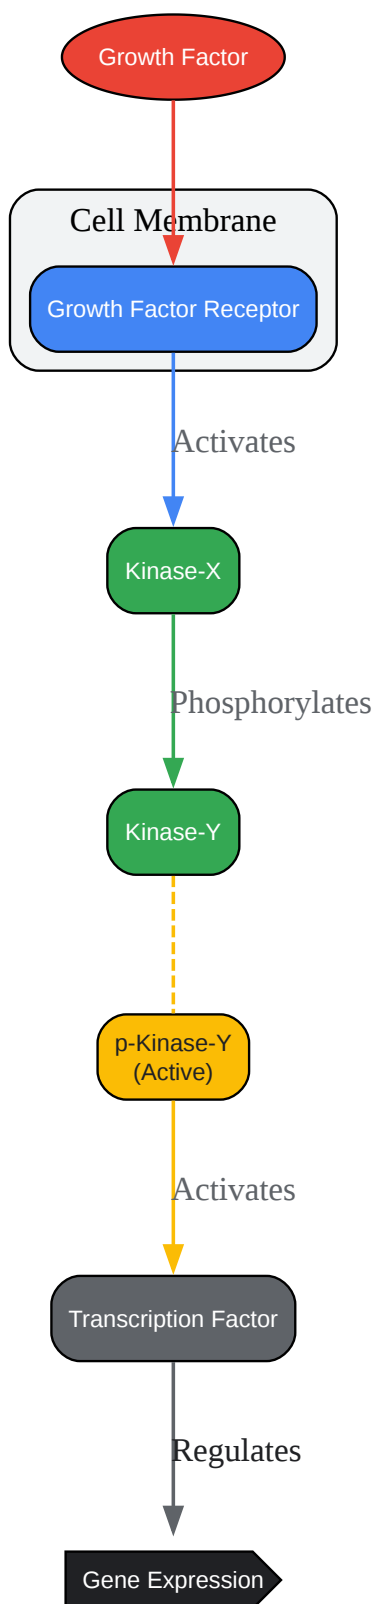 Growth Factor
Cell Membrane
Growth Factor Receptor
Activates
Kinase-X
Phosphorylates
Kinase-Y
p-Kinase-Y
(Active)
Activates
Transcription Factor
Regulates
Gene Expression